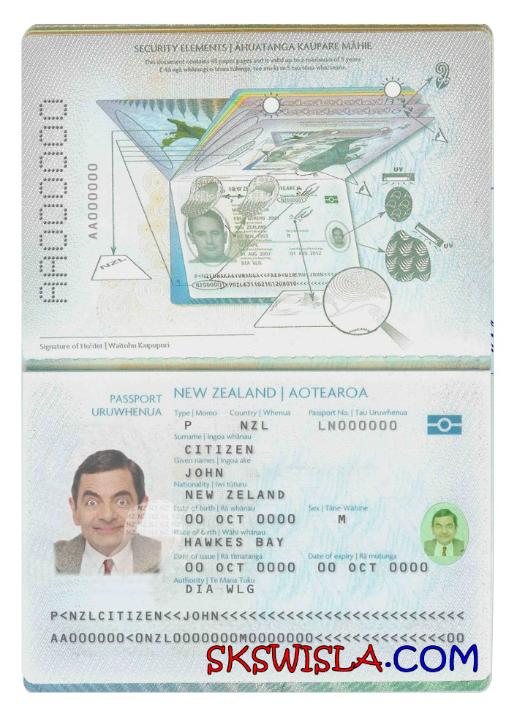 SECURITY ELEMENTS | ĀHUATANGA KAUPARE MĀHIE
This document contains 48 paper pages and is valid up to a maximum of 5 years
AA000000
AA000000
NZL
UV
UV
Signature of Holder | Waitohu Kaipupuri
PASSPORT
URUWHENUA
NEW ZEALAND | AOTEAROA
Type | Momo Country | Whenua Passport No. | Tau Uruwhenua
P NZL LN000000
Surname | Ingoa whānau
CITIZEN
Given names | Ingoa ake
JOHN
Nationality | Iwi tūturu
NEW ZELAND
Date of birth | Rā whānau Sex | Tāne-Wāhine
00 OCT 0000 M
Place of birth | Wāhi whānau
HAWKES BAY
Date of issue | Rā tīmatanga Date of expiry | Rā mutunga
00 OCT 0000 00 OCT 0000
Authority | Te Mana Tuku
DIA WLG
P<NZLCITIZEN<<JOHN<<<<<<<<<<<<<<<<<<<<<<<<<<
AA000000<0NZL0000000M0000000<<<<<<<<<<<<<<00
SKSWISLA.COM